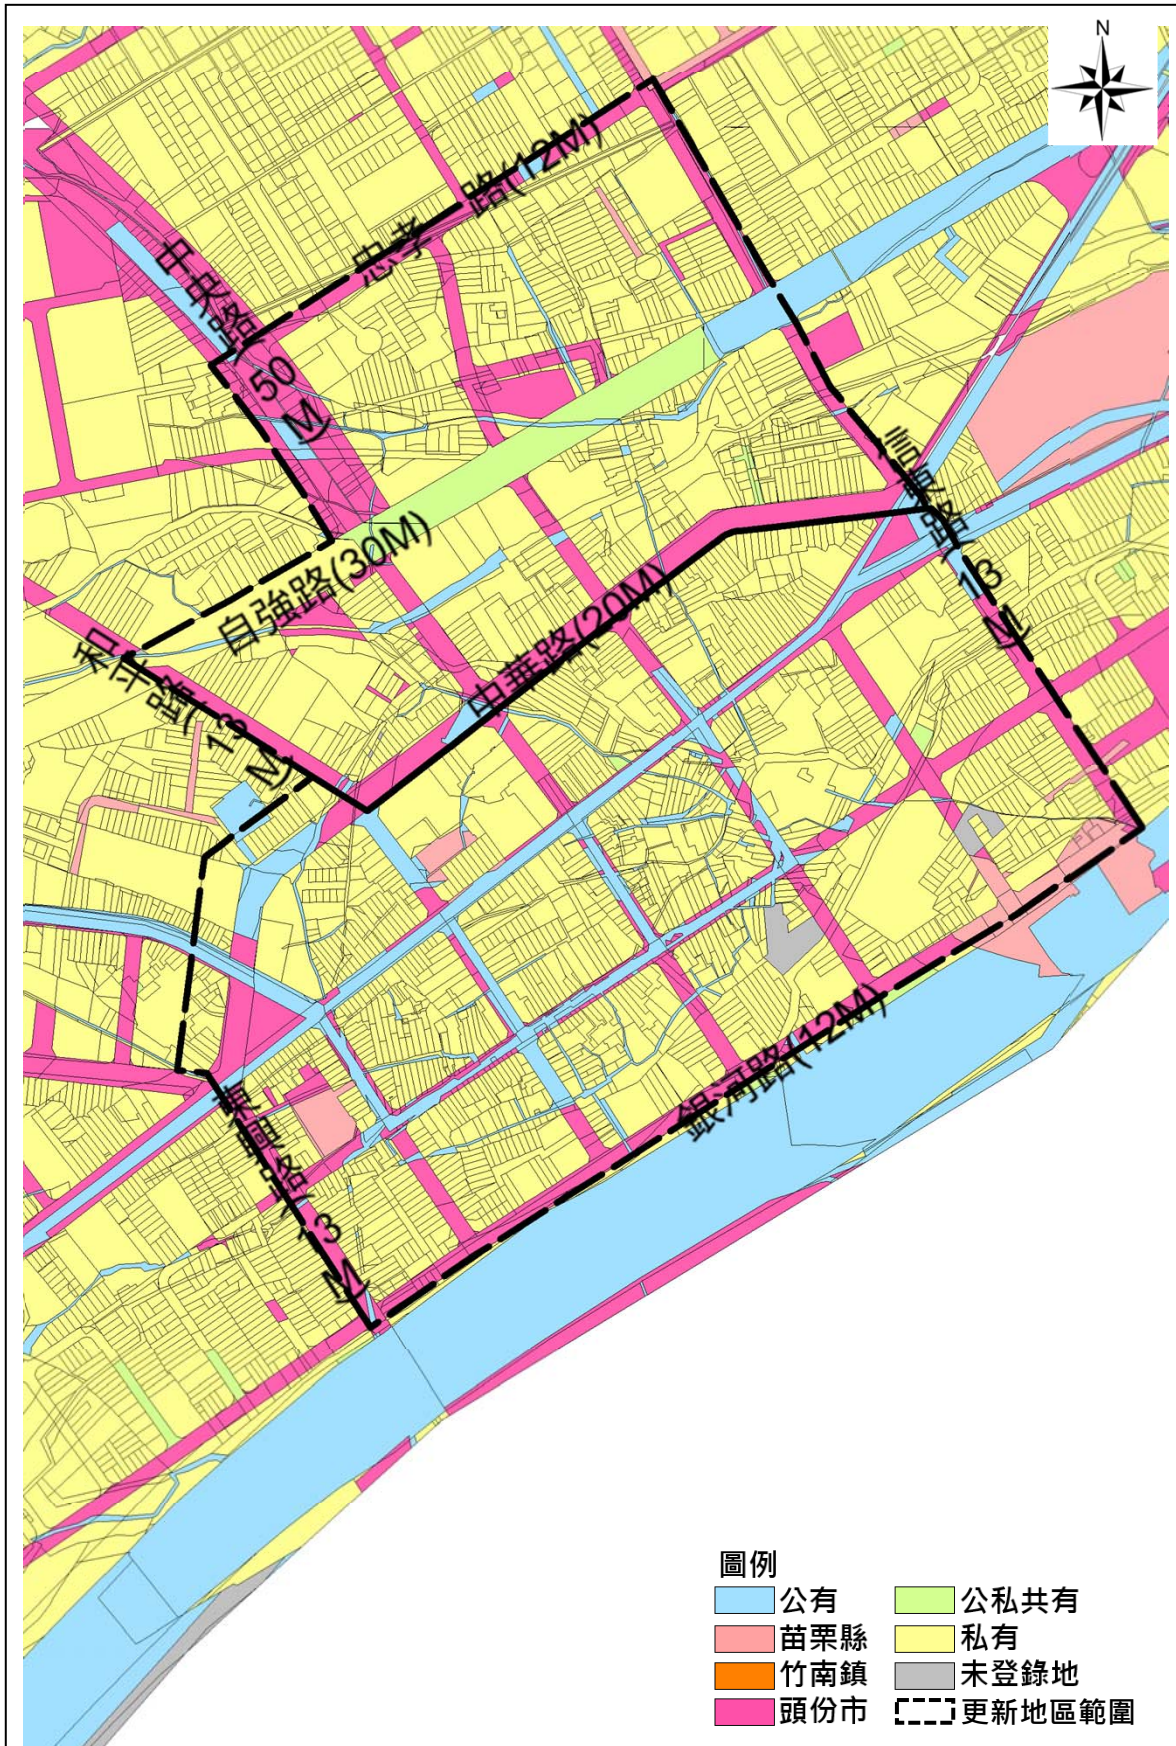 N
忠孝路(12M)
中央路(50M)
信東路(13M)
自強路(30M)
中華路(20M)
和平路(13M)
銀河路(12M)
路(13M)
圖例
公有
公私共有
苗栗縣
私有
竹南鎮
未登錄地
頭份市
更新地區範圍